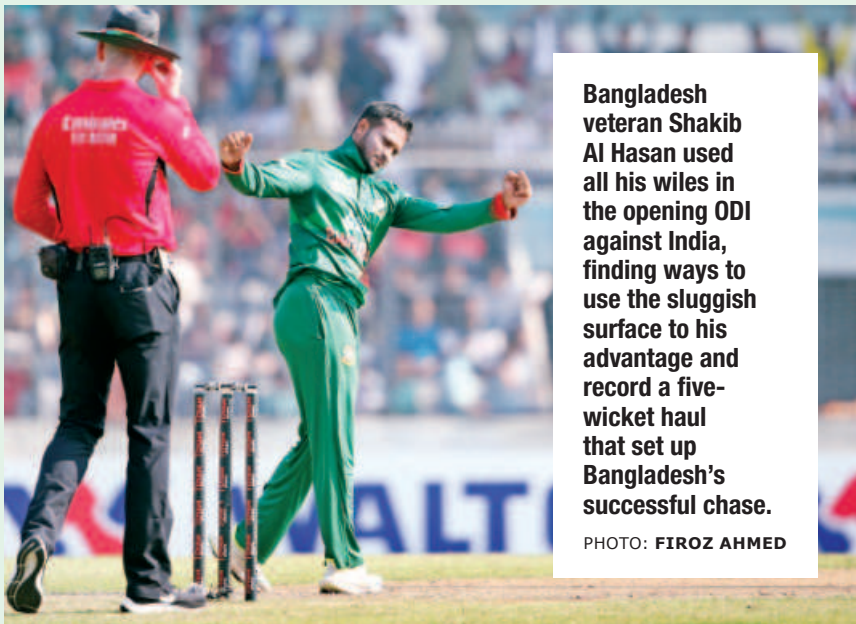 Emirates
WALTO
Bangladesh
veteran Shakib
Al Hasan used
all his wiles in
the opening ODI
against India,
finding ways to
use the sluggish
surface to his
advantage and
record a five-
wicket haul
that set up
Bangladesh’s
successful chase.
PHOTO: FIROZ AHMED